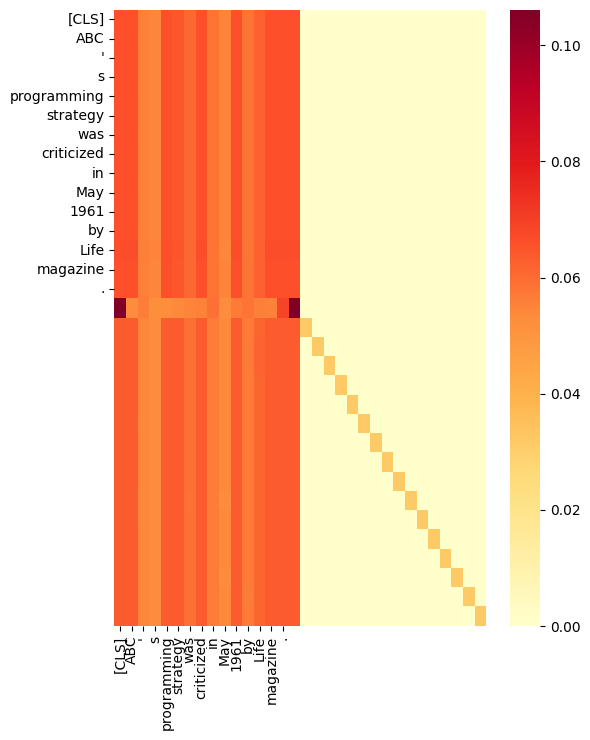 [CLS]
ABC
'
s
programming
strategy
was
criticized
in
May
1961
by
Life
magazine
.
0.10
0.08
0.06
0.04
0.02
0.00
[CLS]
ABC
'
s
programming
strategy
was
criticized
in
May
1961
by
Life
magazine
.